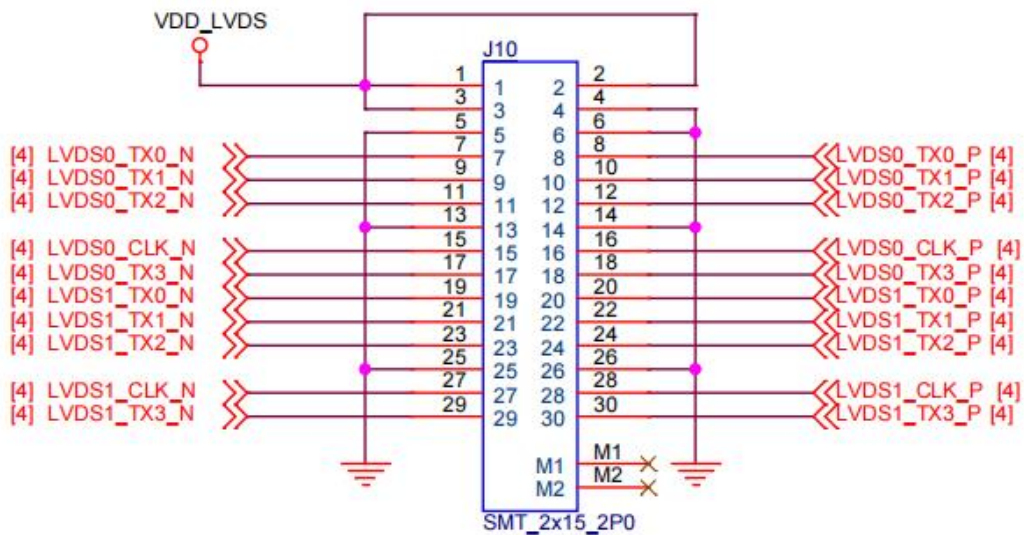 VDD_LVDS
J10
1 1 2 2
3 3 4 4
5 5 6 6
[4] LVDS0_TX0_N 7 7 8 8 LVDS0_TX0_P [4]
[4] LVDS0_TX1_N 9 9 10 10 LVDS0_TX1_P [4]
[4] LVDS0_TX2_N 11 11 12 12 LVDS0_TX2_P [4]
13 13 14 14
[4] LVDS0_CLK_N 15 15 16 16 LVDS0_CLK_P [4]
[4] LVDS0_TX3_N 17 17 18 18 LVDS0_TX3_P [4]
[4] LVDS1_TX0_N 19 19 20 20 LVDS1_TX0_P [4]
[4] LVDS1_TX1_N 21 21 22 22 LVDS1_TX1_P [4]
[4] LVDS1_TX2_N 23 23 24 24 LVDS1_TX2_P [4]
25 25 26 26
[4] LVDS1_CLK_N 27 27 28 28 LVDS1_CLK_P [4]
[4] LVDS1_TX3_N 29 29 30 30 LVDS1_TX3_P [4]
M1 M1
M2 M2
SMT_2x15_2P0